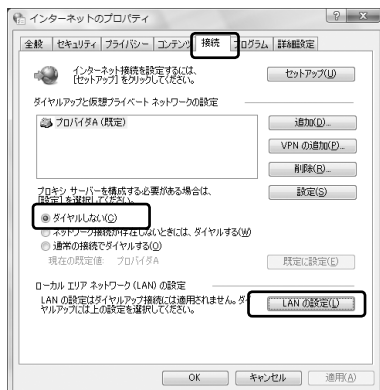 インターネットのプロパティ
全般 セキュリティ プライバシー コンテンツ 接続 プログラム 詳細設定
インターネット接続を設定するには、
[セットアップ] をクリックしてください。
セットアップ(U)
ダイヤルアップと仮想プライベート ネットワークの設定
プロバイダA (既定)
追加(D)...
VPN の追加(P)...
削除(R)...
プロキシ サーバーを構成する必要がある場合は、
[設定] を選択してください。
設定(S)
ダイヤルしない(C)
ネットワーク接続が存在しないときには、ダイヤルする(W)
通常の接続でダイヤルする(O)
現在の既定値: プロバイダA
既定に設定(E)
ローカル エリア ネットワーク (LAN) の設定
LAN の設定はダイヤルアップ接続には適用されません。ダイ
ヤルアップには上の設定を選択してください。
LAN の設定(L)
OK キャンセル 適用(A)